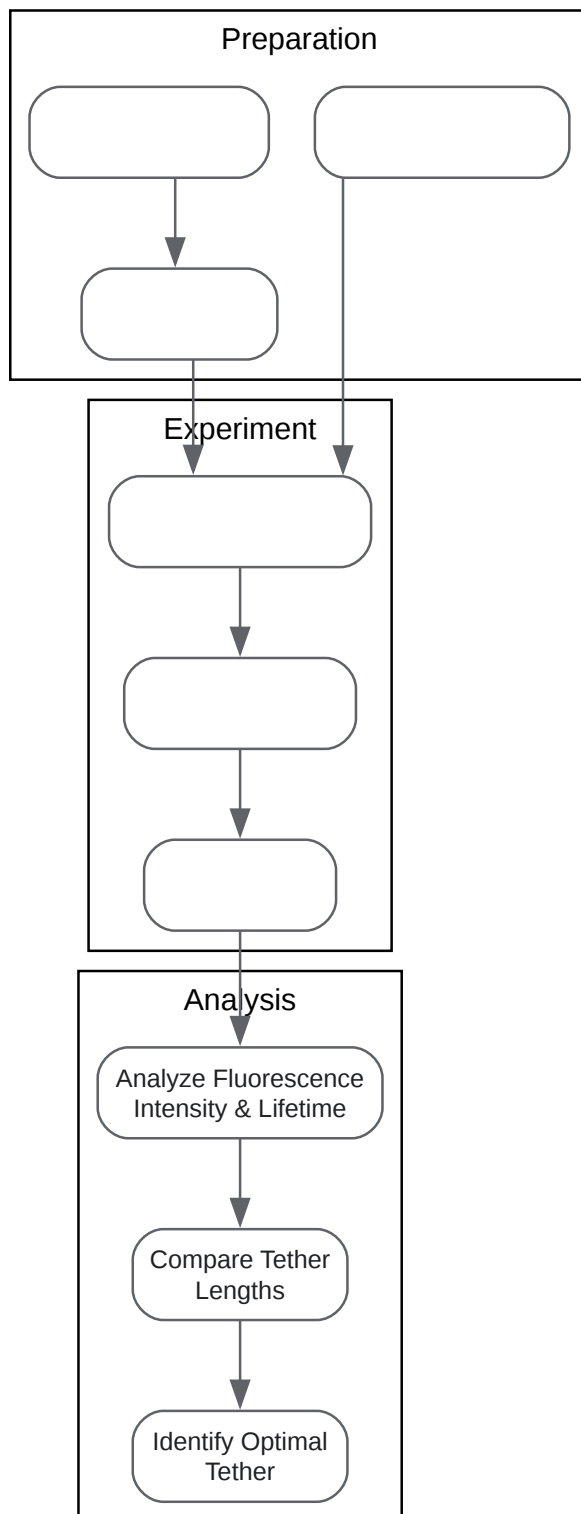 Preparation
Experiment
Analysis
Analyze Fluorescence
Intensity & Lifetime
Compare Tether
Lengths
Identify Optimal
Tether